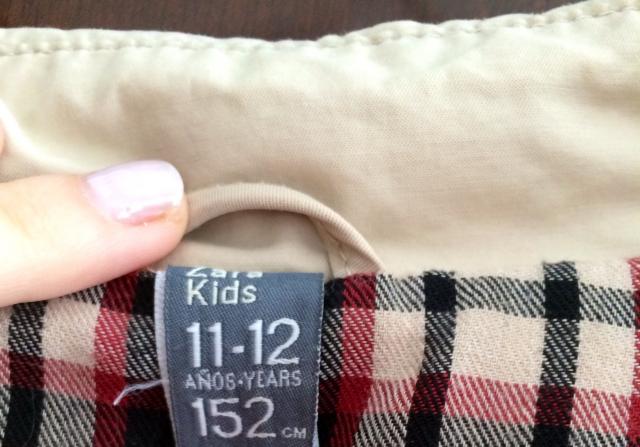 Zara
Kids
11-12
AÑOS·YEARS
152 CM